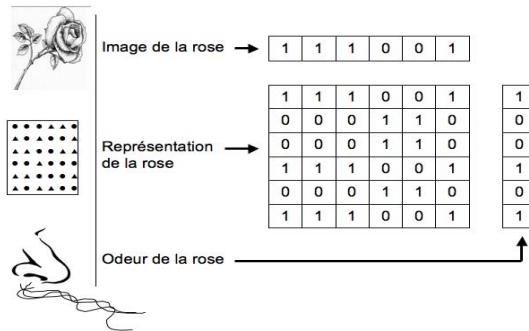 Image de la rose
1 1 1 0 0 1
Représentation
de la rose
1 1 1 0 0 1 1
0 0 0 1 1 0 0
0 0 0 1 1 0 0
1 1 1 0 0 1 1
0 0 0 1 1 0 0
1 1 1 0 0 1 1
Odeur de la rose